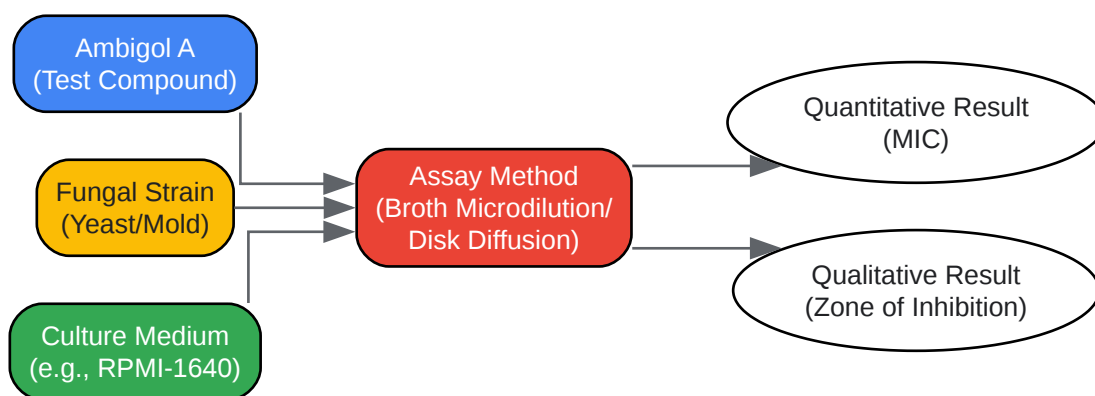 Ambigol A
(Test Compound)
Fungal Strain
(Yeast/Mold)
Culture Medium
(e.g., RPMI-1640)
Assay Method
(Broth Microdilution/
Disk Diffusion)
Quantitative Result
(MIC)
Qualitative Result
(Zone of Inhibition)